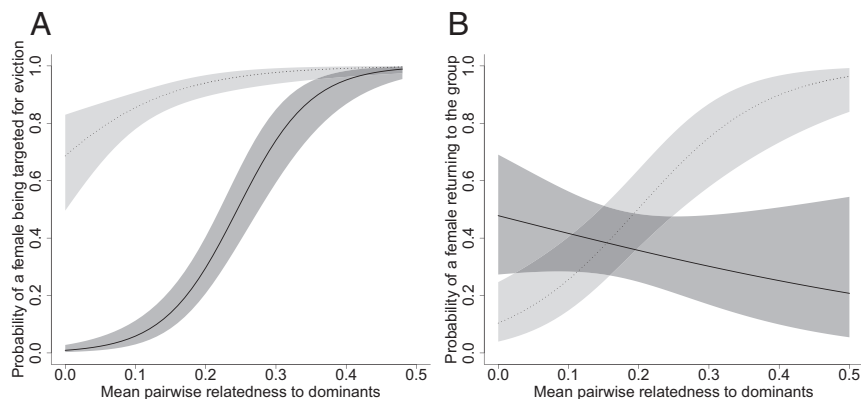 A
Probability of a female being targeted for eviction
1.0
0.8
0.6
0.4
0.2
0.0
0.0 0.1 0.2 0.3 0.4 0.5
Mean pairwise relatedness to dominants
B
Probability of a female returning to the group
1.0
0.8
0.6
0.4
0.2
0.0
0.0 0.1 0.2 0.3 0.4 0.5
Mean pairwise relatedness to dominants